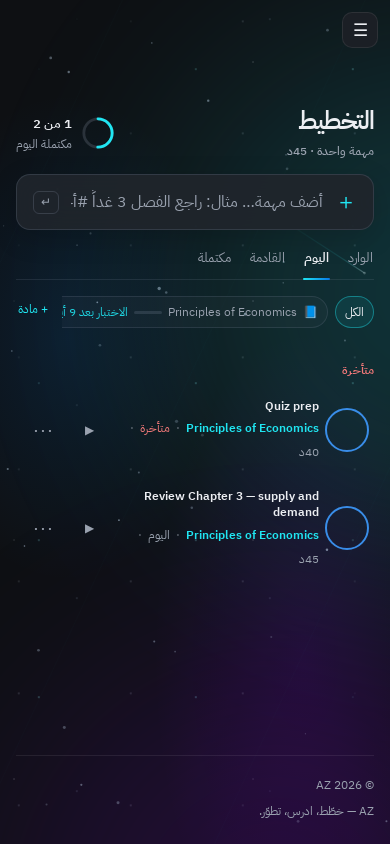 ☰
التخطيط
مهمة واحدة · 45د
1 من 2
مكتملة اليوم
+ أضف مهمة... مثال: راجع الفصل 3 غداً #أ ↵
الوارد اليوم القادمة مكتملة
الكل
📘 Principles of Economics الاختبار بعد 9
+ مادة
متأخرة
Quiz prep
Principles of Economics · متأخرة ·
40د
Review Chapter 3 — supply and
demand
Principles of Economics · اليوم ·
45د
© 2026 AZ
AZ — خطّط، ادرس، تطوّر.